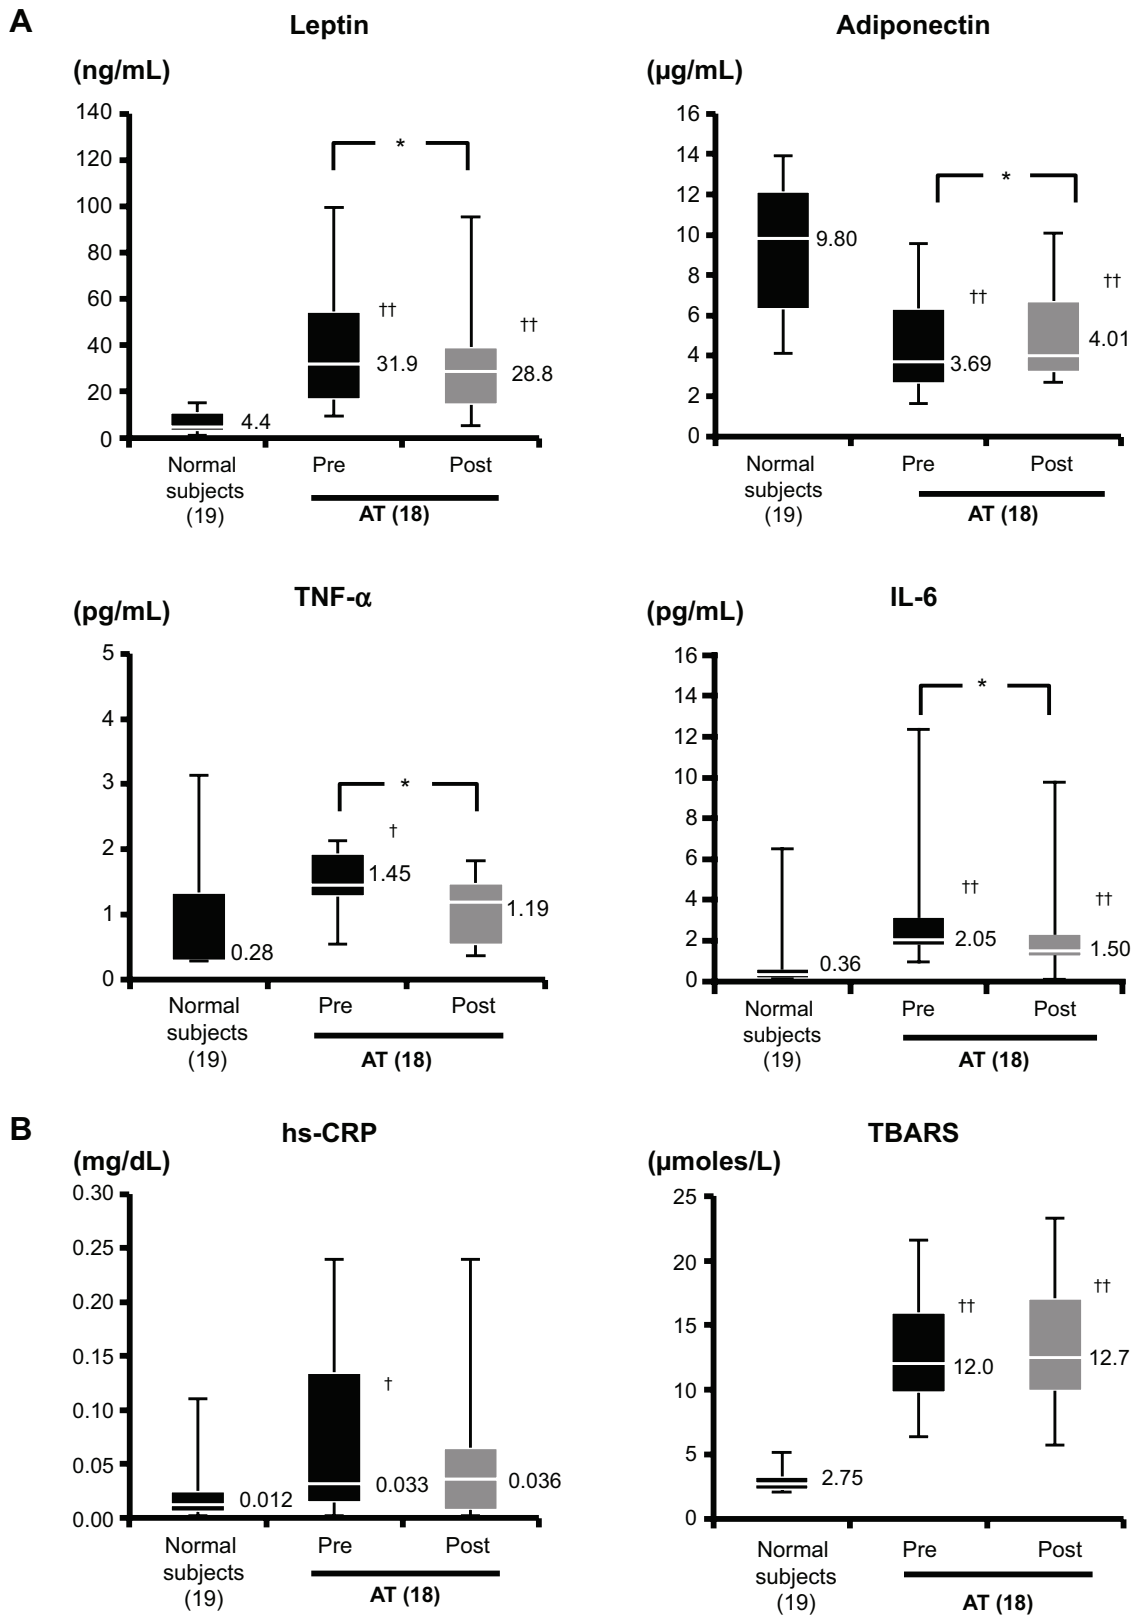 A
Leptin
(ng/mL)
140
120
100
80
60
40
20
0
*
††
31.9
††
28.8
4.4
Normal subjects (19)
Pre
Post
AT (18)
Adiponectin
(µg/mL)
16
14
12
10
8
6
4
2
0
9.80
*
††
3.69
††
4.01
Normal subjects (19)
Pre
Post
AT (18)
TNF-α
(pg/mL)
5
4
3
2
1
0
0.28
*
†
1.45
1.19
Normal subjects (19)
Pre
Post
AT (18)
IL-6
(pg/mL)
16
14
12
10
8
6
4
2
0
0.36
*
††
2.05
††
1.50
Normal subjects (19)
Pre
Post
AT (18)
B
hs-CRP
(mg/dL)
0.30
0.25
0.20
0.15
0.10
0.05
0.00
0.012
†
0.033
0.036
Normal subjects (19)
Pre
Post
AT (18)
TBARS
(µmoles/L)
25
20
15
10
5
0
2.75
††
12.0
††
12.7
Normal subjects (19)
Pre
Post
AT (18)